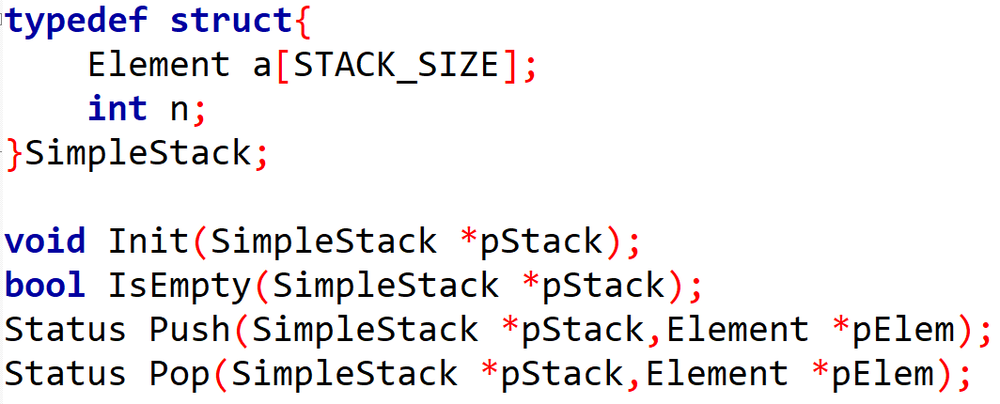 typedef struct{
    Element a[STACK_SIZE];
    int n;
}SimpleStack;

void Init(SimpleStack *pStack);
bool IsEmpty(SimpleStack *pStack);
Status Push(SimpleStack *pStack,Element *pElem);
Status Pop(SimpleStack *pStack,Element *pElem);